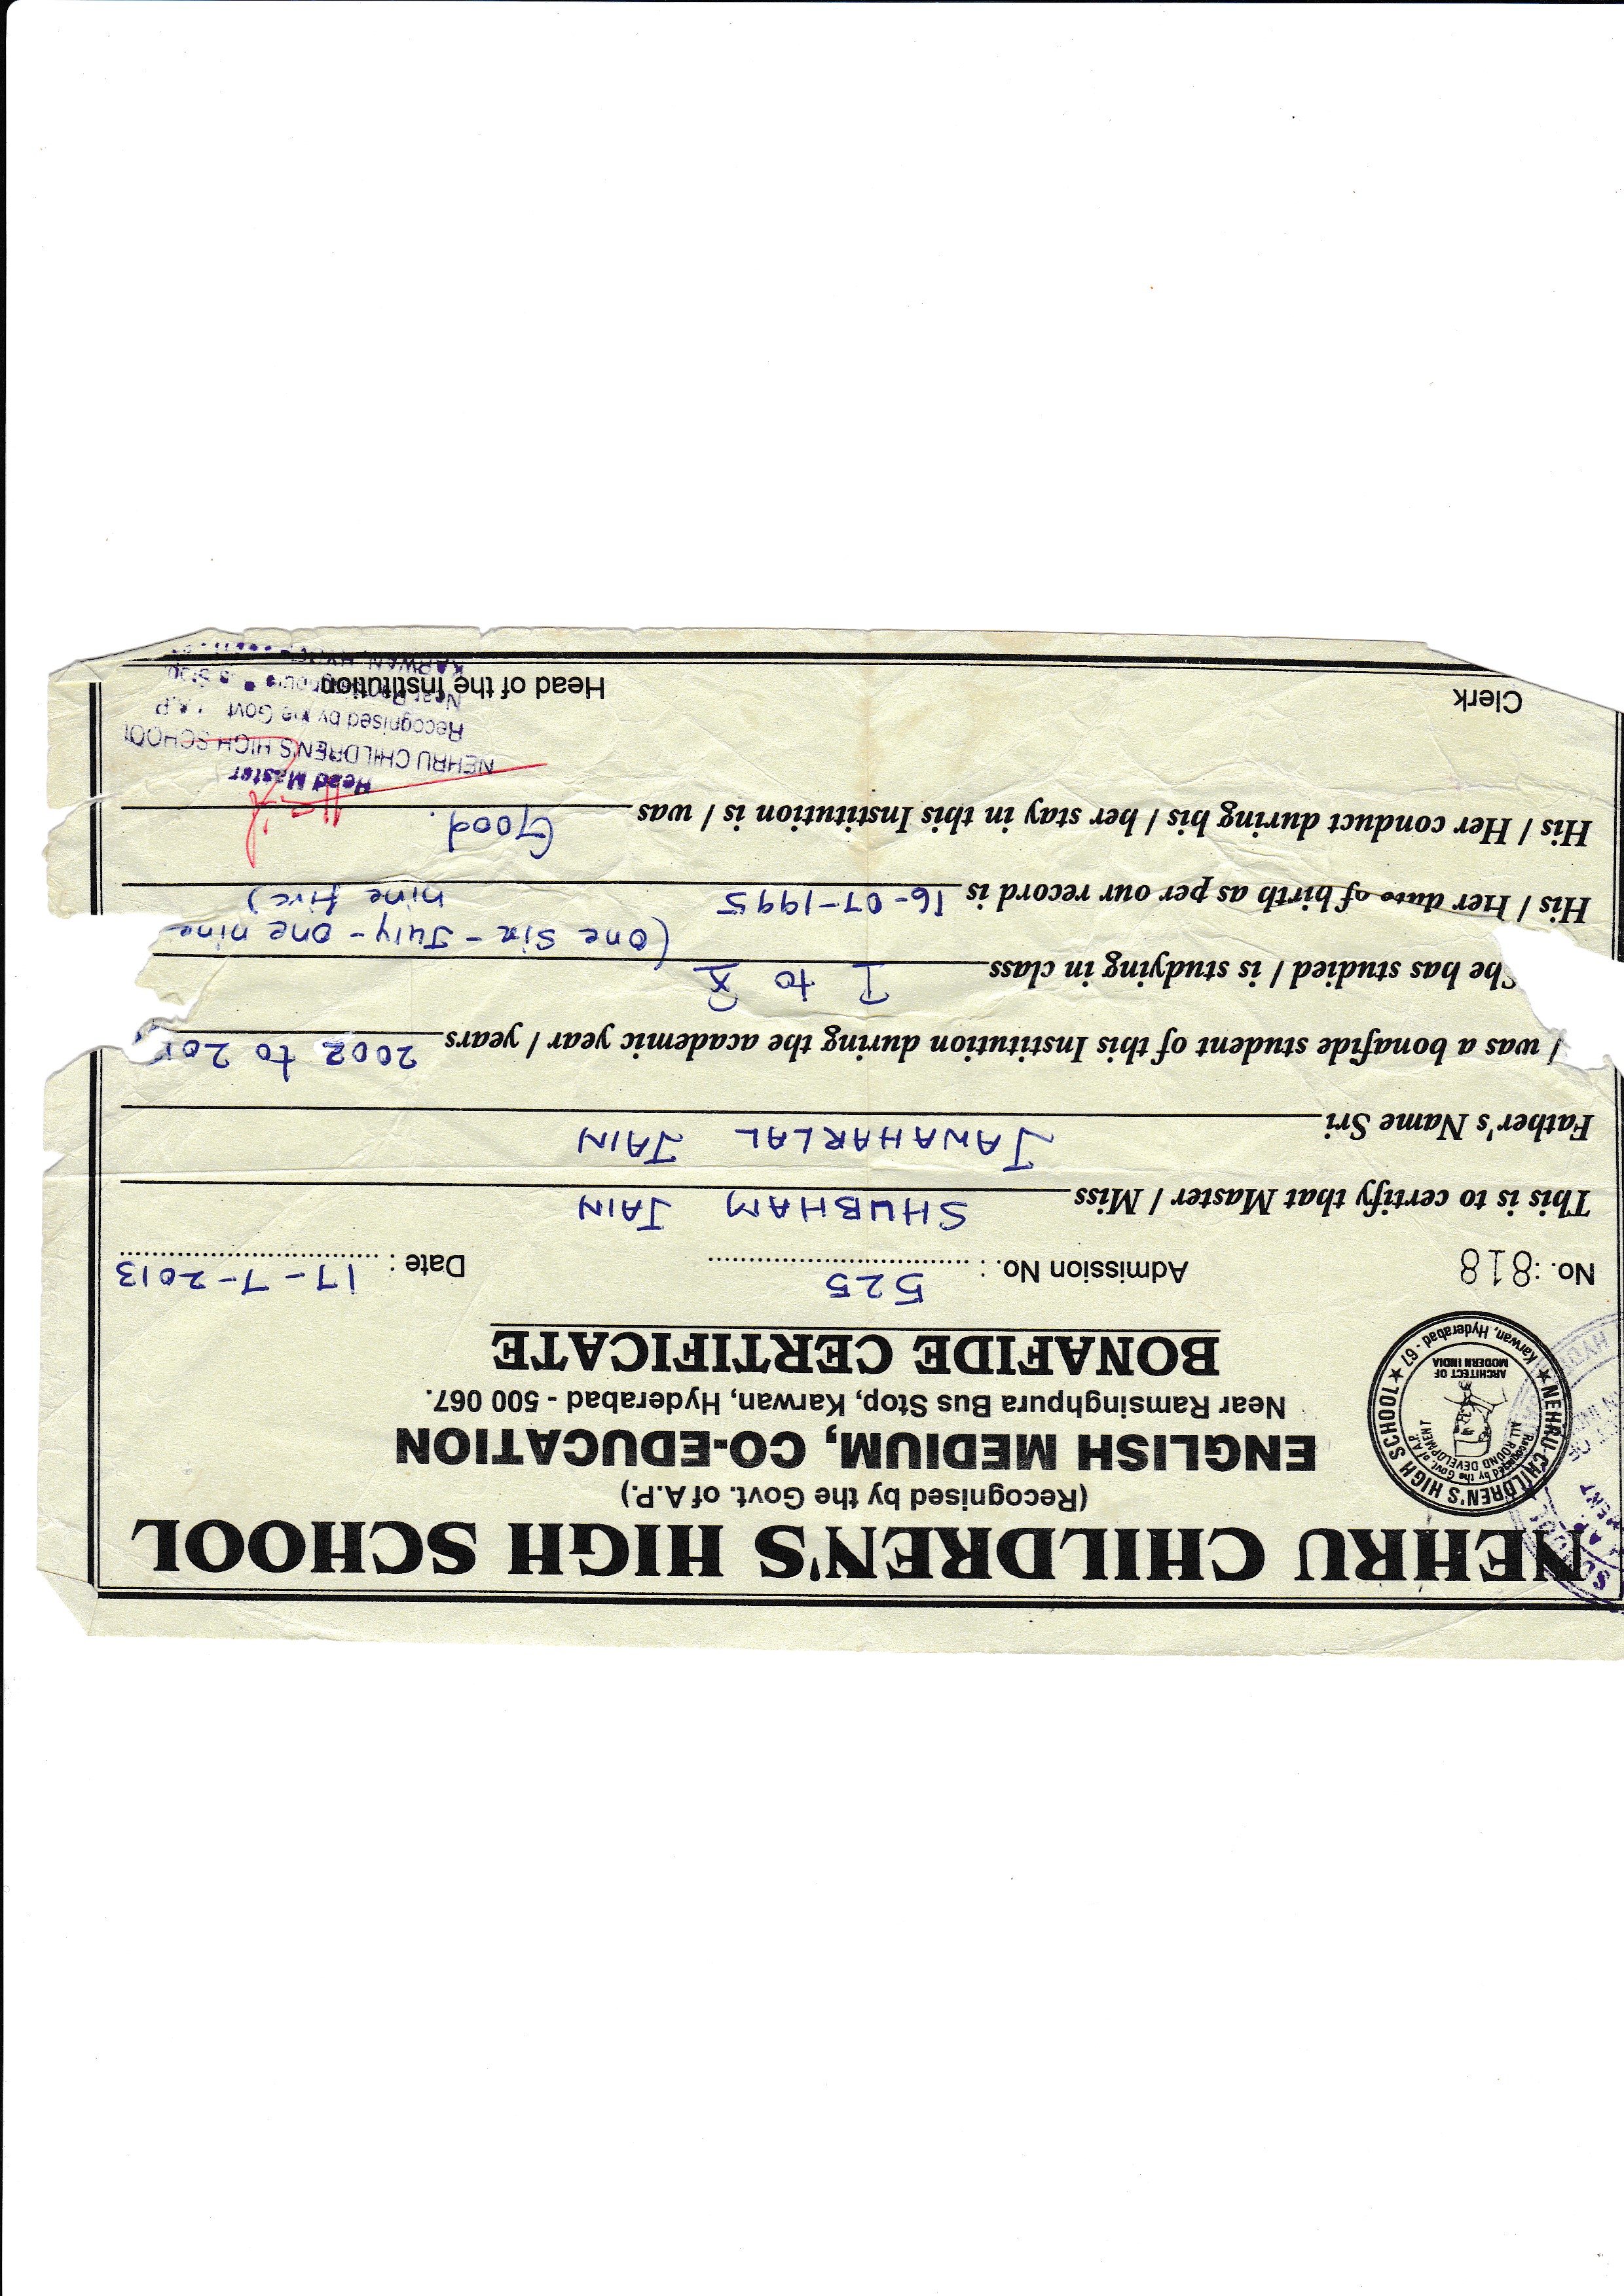 NEHRU CHILDREN'S HIGH SCHOOL
(Recognised by the Govt. of A.P.)
ENGLISH MEDIUM, CO-EDUCATION
Near Ramsinghpura Bus Stop, Karwan, Hyderabad - 500 067.
BONAFIDE CERTIFICATE
NEHRU CHILDREN'S HIGH SCHOOL
Karwan, Hyderabad - 67
Recognised by the Govt. of A.P.
ALL ROUND DEVELOPMENT
ARCHITECT OF
MODERN INDIA
No. : 818 Admission No. : 525 Date : 17-7-2013
This is to certify that Master / Miss SHUBHAM JAIN
Father's Name Sri JAWAHARLAL JAIN
/ was a bonafide student of this Institution during the academic year / years 2002 to
She has studied / is studying in class I to X
(one six - July - one nine
His / Her date of birth as per our record is 16-07-1995 nine five)
His / Her conduct during his / her stay in this Institution is / was Good.
Head Master
NEHRU CHILDREN'S HIGH SCHOOL
Recognised by the Govt A.P.
Clerk Head of the Institution
Near
KARWAN,